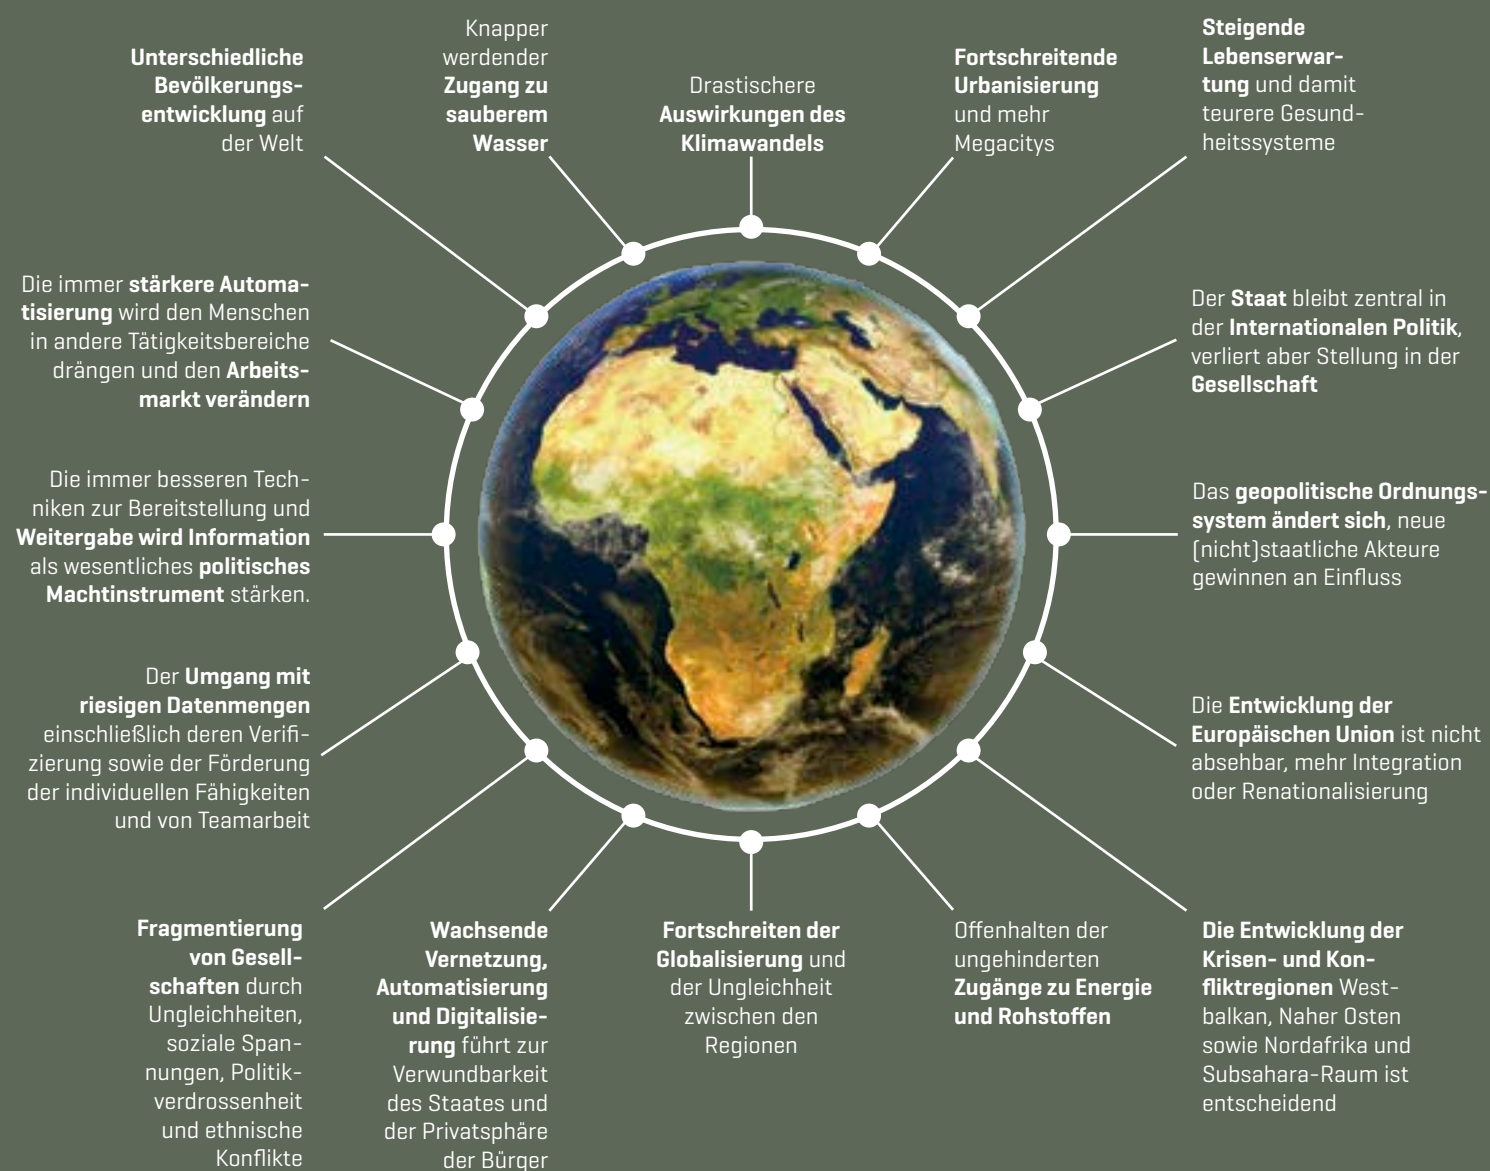 Unterschiedliche
Bevölkerungs-
entwicklung auf
der Welt
Knapper
werdender
Zugang zu
sauberem
Wasser
Drastischere
Auswirkungen des
Klimawandels
Fortschreitende
Urbanisierung
und mehr
Megacitys
Steigende
Lebenserwar-
tung und damit
teurere Gesund-
heitssysteme
Die immer stärkere Automa-
tisierung wird den Menschen
in andere Tätigkeitsbereiche
drängen und den Arbeits-
markt verändern
Der Staat bleibt zentral in
der Internationalen Politik,
verliert aber Stellung in der
Gesellschaft
Die immer besseren Tech-
niken zur Bereitstellung und
Weitergabe wird Information
als wesentliches politisches
Machtinstrument stärken.
Das geopolitische Ordnungs-
system ändert sich, neue
(nicht)staatliche Akteure
gewinnen an Einfluss
Der Umgang mit
riesigen Datenmengen
einschließlich deren Verifi-
zierung sowie der Förderung
der individuellen Fähigkeiten
und von Teamarbeit
Die Entwicklung der
Europäischen Union ist nicht
absehbar, mehr Integration
oder Renationalisierung
Fragmentierung
von Gesell-
schaften durch
Ungleichheiten,
soziale Span-
nungen, Politik-
verdrossenheit
und ethnische
Konflikte
Wachsende
Vernetzung,
Automatisierung
und Digitalisie-
rung führt zur
Verwundbarkeit
des Staates und
der Privatsphäre
der Bürger
Fortschreiten der
Globalisierung und
der Ungleichheit
zwischen den
Regionen
Offenhalten der
ungehinderten
Zugänge zu Energie
und Rohstoffen
Die Entwicklung der
Krisen- und Kon-
fliktregionen West-
balkan, Naher Osten
sowie Nordafrika und
Subsahara-Raum ist
entscheidend